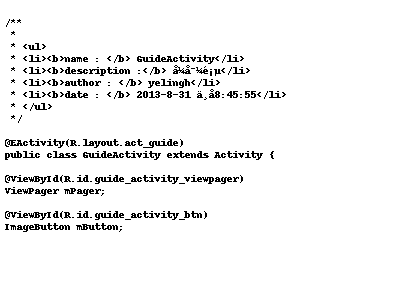 /**
*
* <ul>
* <li><b>name : </b> GuideActivity</li>
* <li><b>description :</b> å¼å¯¼é¡µ</li>
* <li><b>author : </b> yelingh</li>
* <li><b>date : </b> 2013-8-31 ä¸å8:45:55</li>
* </ul>
*/
@EActivity(R.layout.act_guide)
public class GuideActivity extends Activity {
@ViewById(R.id.guide_activity_viewpager)
ViewPager mPager;
@ViewById(R.id.guide_activity_btn)
ImageButton mButton;